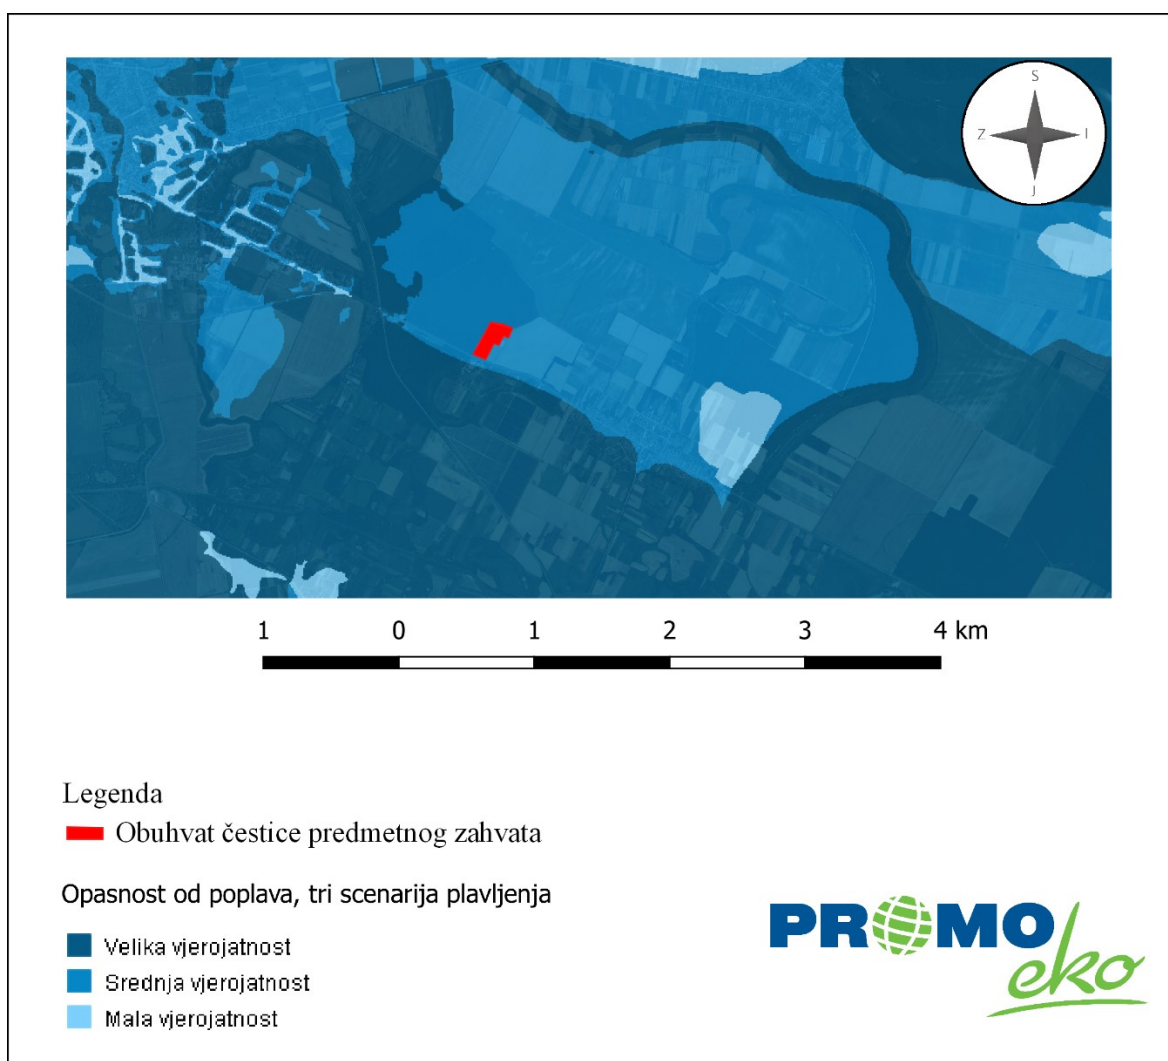 S
Z I
J
1 0 1 2 3 4 km
Legenda
Obuhvat čestice predmetnog zahvata
Opasnost od poplava, tri scenarija plavljenja
Velika vjerojatnost
Srednja vjerojatnost
Mala vjerojatnost
PROMO
eko